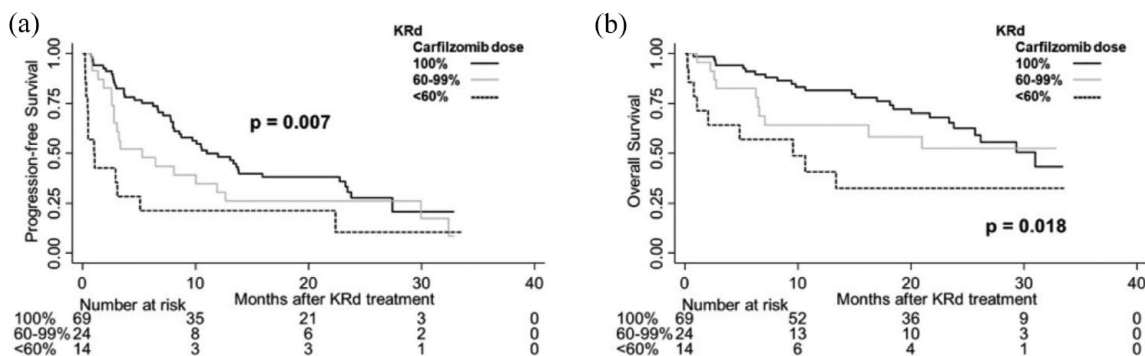 (a)
KRd
Carfilzomib dose
100%
60-99%
<60%
Progression-free Survival
1.00
0.75
0.50
0.25
0.00
p = 0.007
0 10 20 30 40
Number at risk Months after KRd treatment
100% 69 35 21 3 0
60-99% 24 8 6 2 0
<60% 14 3 3 1 0
(b)
KRd
Carfilzomib dose
100%
60-99%
<60%
Overall Survival
1.00
0.75
0.50
0.25
0.00
p = 0.018
0 10 20 30 40
Number at risk Months after KRd treatment
100% 69 52 36 9 0
60-99% 24 13 10 3 0
<60% 14 6 4 1 0